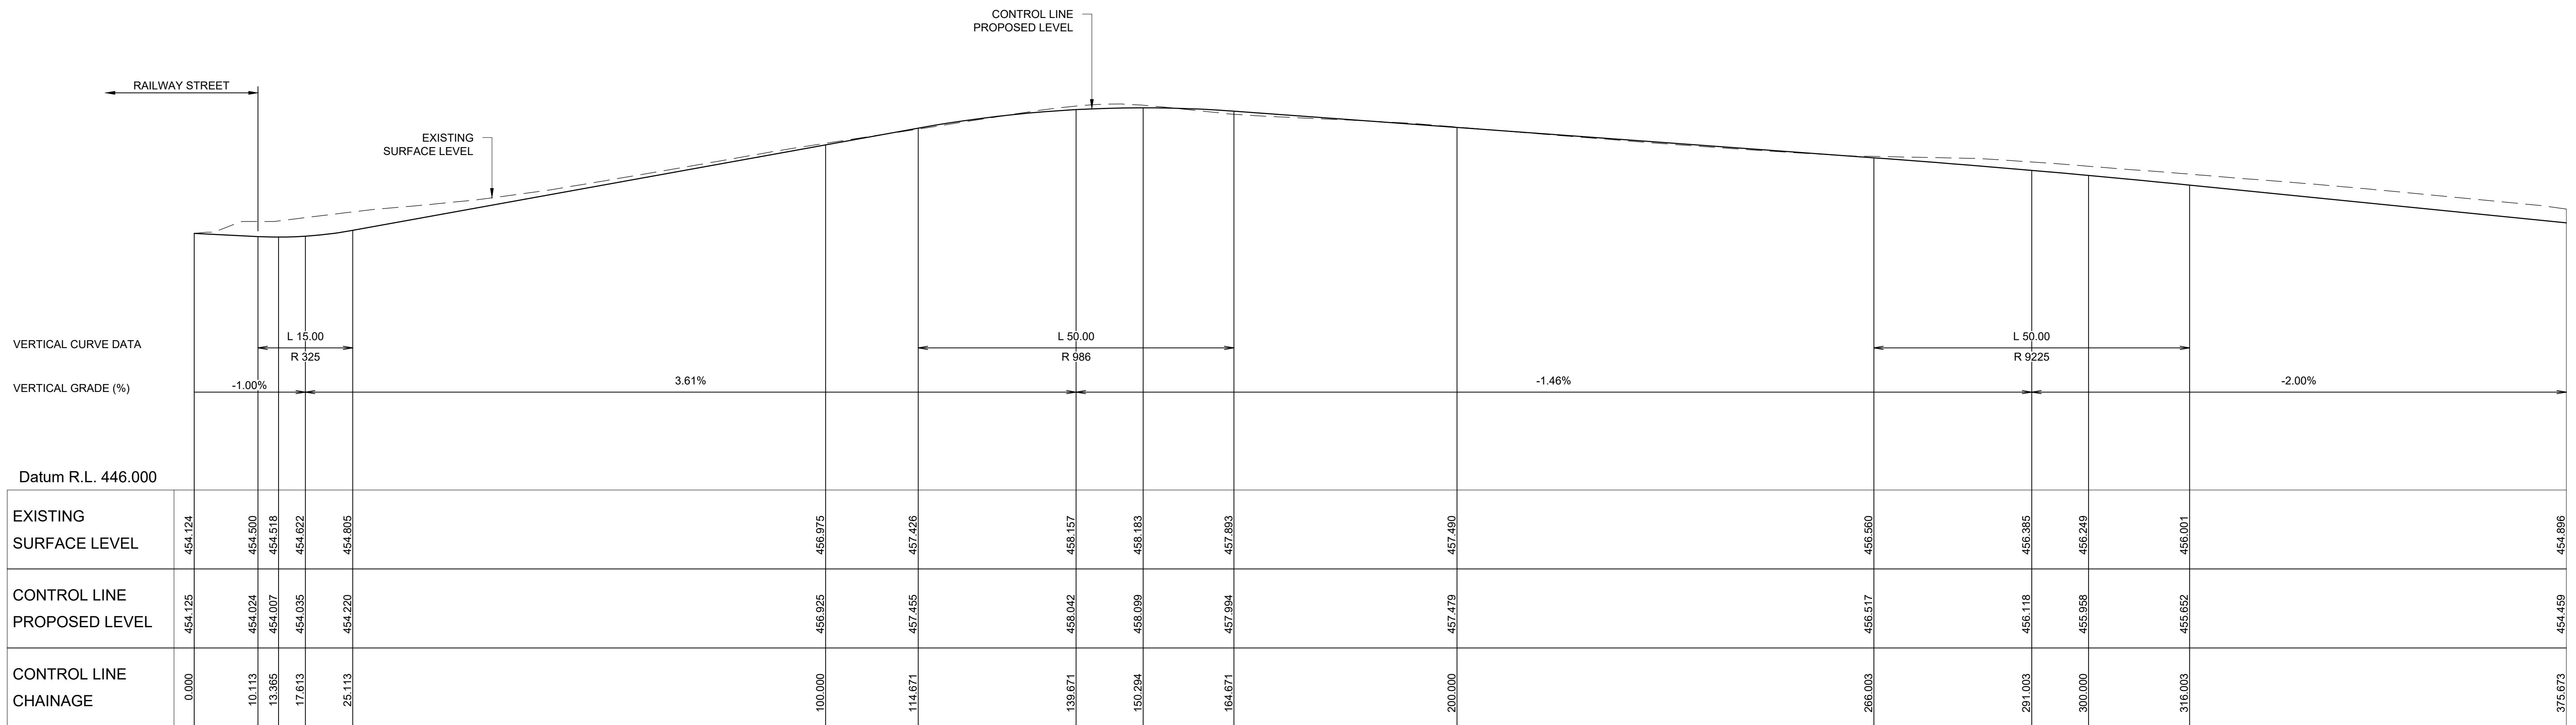 CONTROL LINE
PROPOSED LEVEL
RAILWAY STREET
EXISTING
SURFACE LEVEL
L 15.00
L 50.00
L 50.00
VERTICAL CURVE DATA
R 325
R 986
R 9225
VERTICAL GRADE (%)
-1.00%
3.61%
-1.46%
-2.00%
Datum R.L. 446.000
EXISTING
SURFACE LEVEL
454.124
454.500
454.518
454.622
454.805
456.975
457.426
458.157
458.183
457.893
457.490
456.560
456.385
456.249
456.001
454.896
CONTROL LINE
PROPOSED LEVEL
454.125
454.024
454.007
454.035
454.220
456.925
457.455
458.042
458.099
457.994
457.479
456.517
456.118
455.958
455.652
454.459
CONTROL LINE
CHAINAGE
0.000
10.113
13.365
17.613
25.113
100.000
114.671
139.671
150.294
164.671
200.000
266.003
291.003
300.000
316.003
375.673